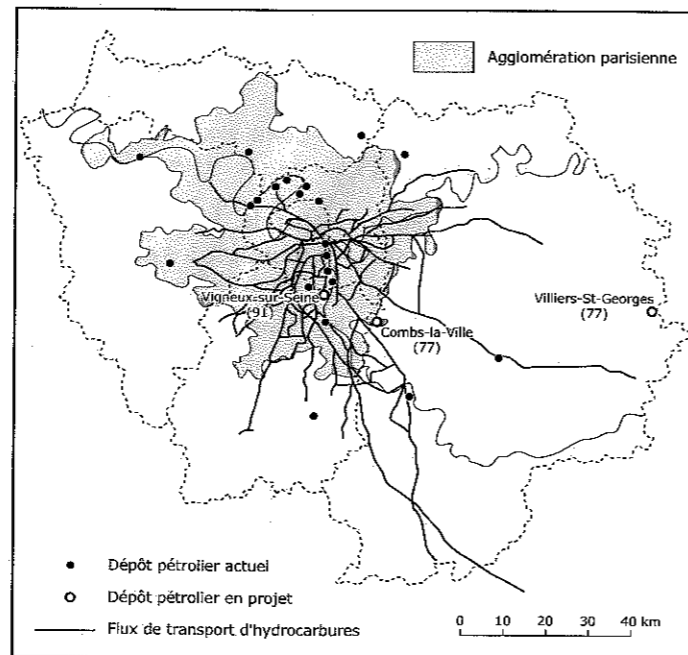 Agglomération parisienne
Vigneux-sur-Seine
(91)
Villiers-St-Georges
(77)
Combs-la-Ville
(77)
Dépôt pétrolier actuel
Dépôt pétrolier en projet
Flux de transport d'hydrocarbures
0 10 20 30 40 km